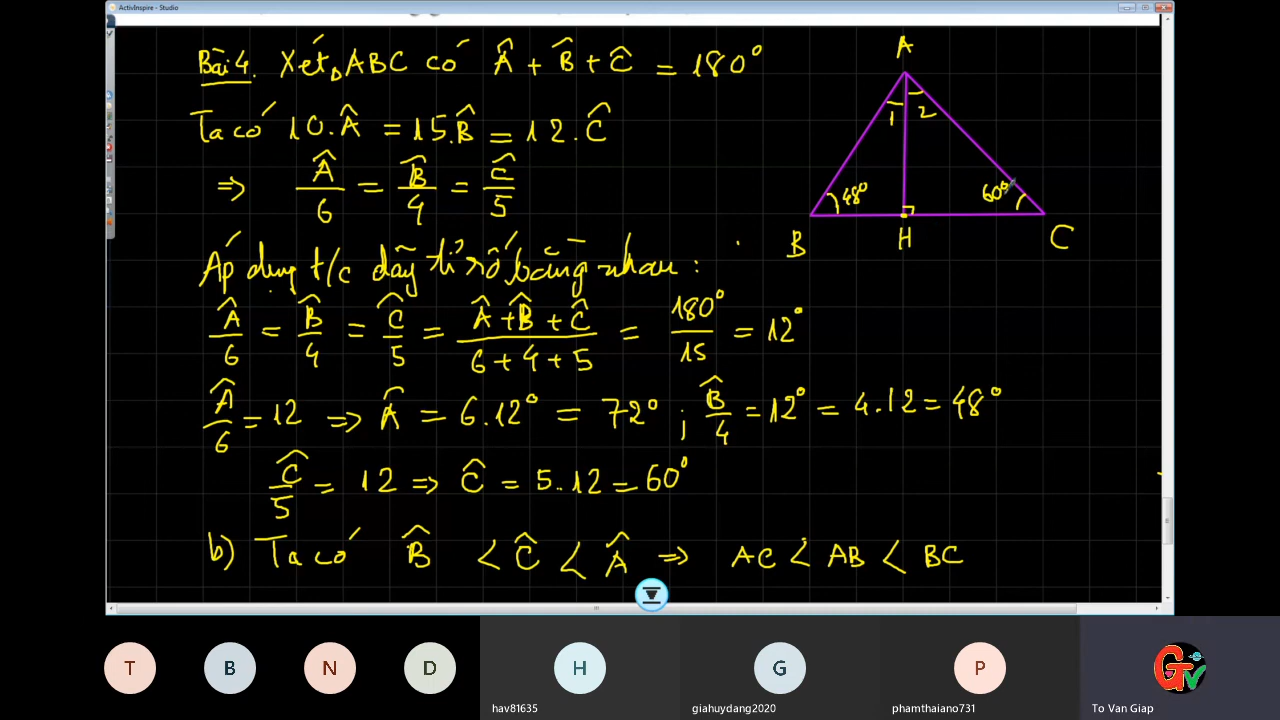 ActivInspire - Studio
Bài 4. Xét ΔABC có Â + B̂ + Ĉ = 180°
Ta có 10.Â = 15.B̂ = 12.Ĉ
=> Â/6 = B̂/4 = Ĉ/5
Áp dụng t/c dãy tỉ số bằng nhau :
Â/6 = B̂/4 = Ĉ/5 = (Â + B̂ + Ĉ)/(6 + 4 + 5) = 180°/15 = 12°
Â/6 = 12 => Â = 6.12° = 72° ; B̂/4 = 12° = 4.12 = 48°
Ĉ/5 = 12 => Ĉ = 5.12 = 60°
b) Ta có B̂ < Ĉ < Â => AC < AB < BC
A
1 2
48° 60°
B H C
T B N D H G P GV
hav81635 giahuydang2020 phamthaiano731 To Van Giap